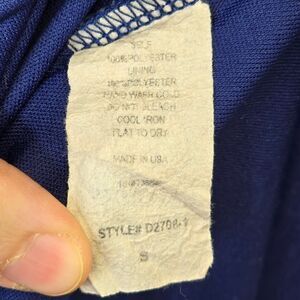 SELF
100%POLYESTER
LINING
100%POLYESTER
HAND WASH COLD
DO NOT BLEACH
COOL IRON
FLAT TO DRY
MADE IN USA
STYLE# D2708-1
S